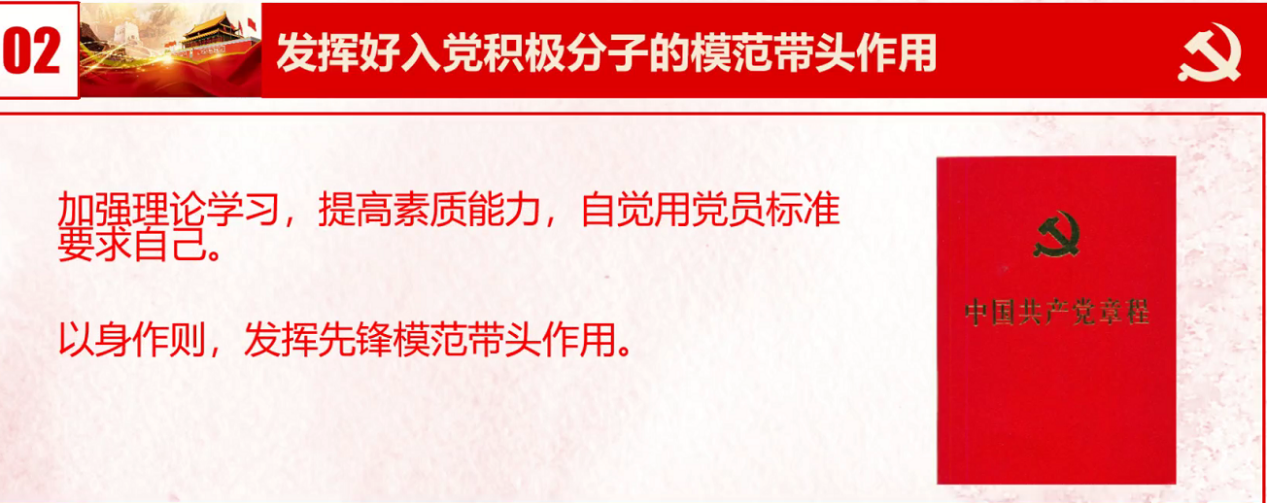 02
发挥好入党积极分子的模范带头作用
加强理论学习，提高素质能力，自觉用党员标准
要求自己。
以身作则，发挥先锋模范带头作用。
中国共产党章程